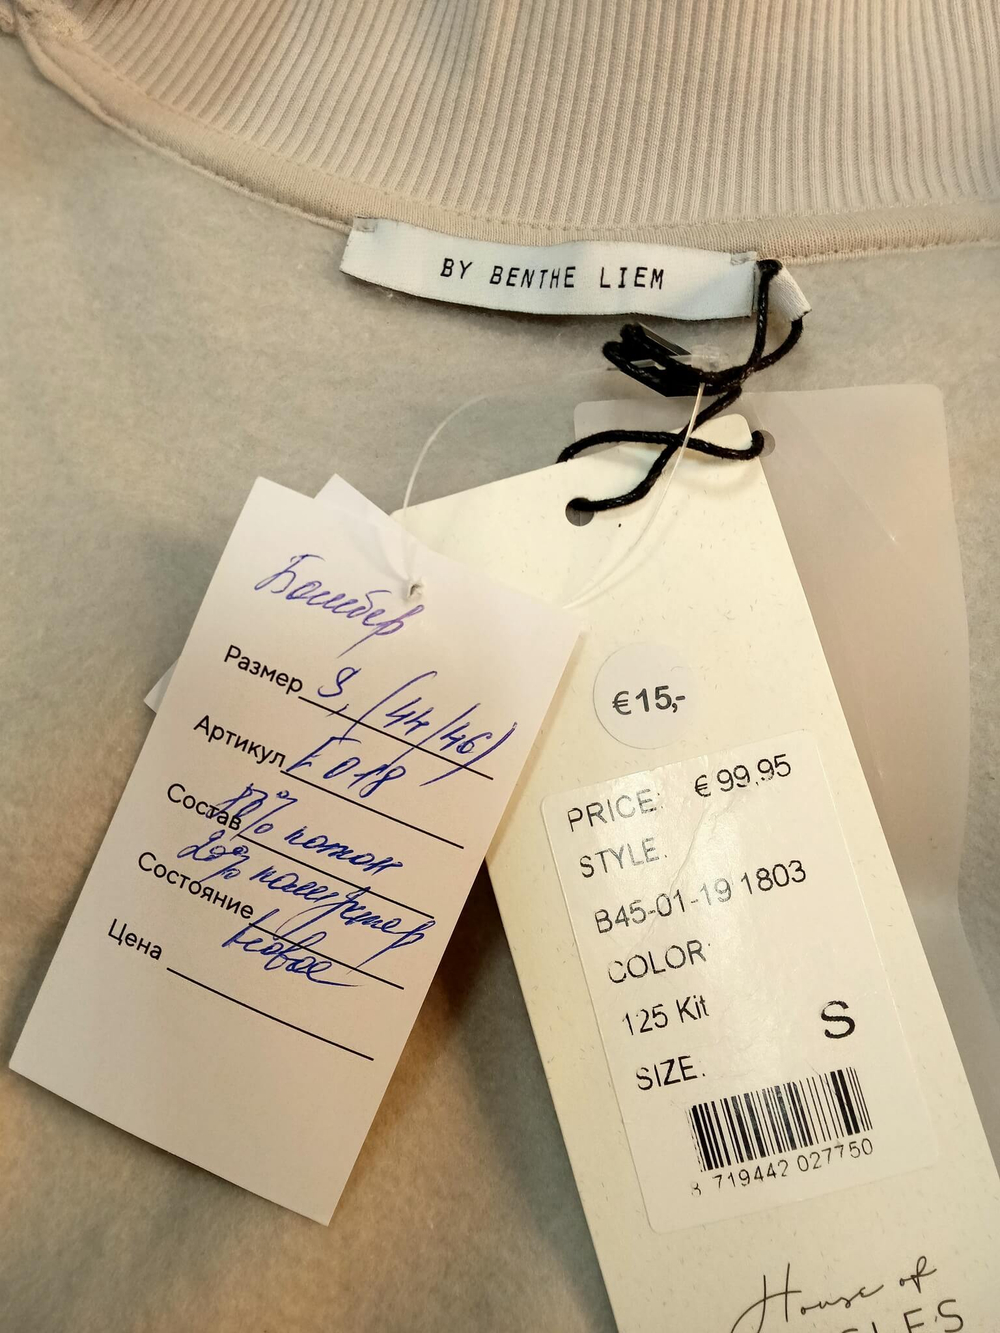 BY BENTHE LIEM
Бомбер
Размер S, (44/46)
Артикул E018
Состав 80% котон
20% полиэстер
Состояние Новое
Цена
€15,-
PRICE: € 99,95
STYLE:
B45-01-19 1803
COLOR
125 Kit
SIZE: S
8 719442 027750
House of